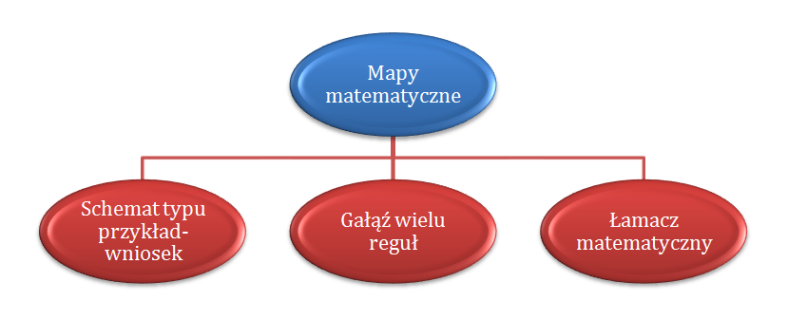 Mapy
matematyczne
Schemat typu
przykład-
wniosek
Gałąź wielu
reguł
Łamacz
matematyczny